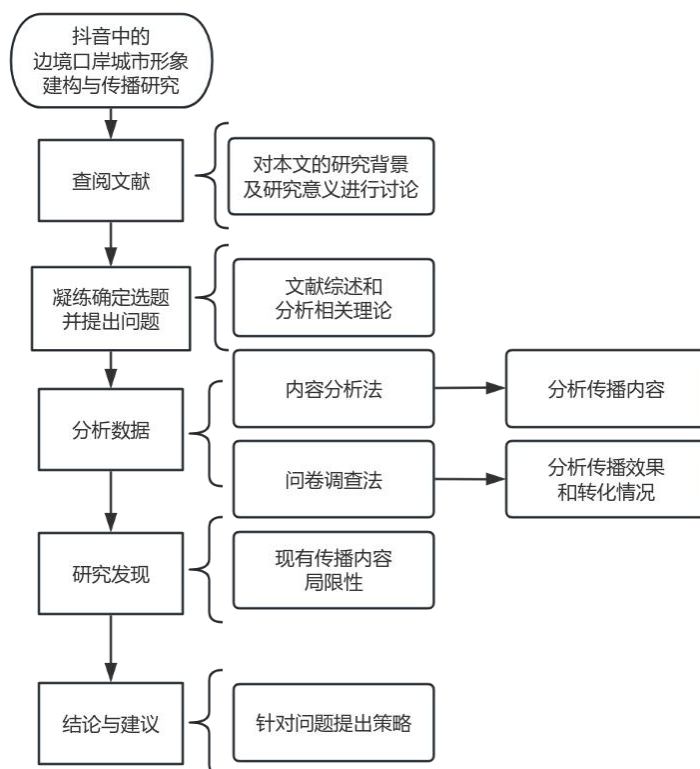 抖音中的
边境口岸城市形象
建构与传播研究
查阅文献
对本文的研究背景
及研究意义进行讨论
凝练确定选题
并提出问题
文献综述和
分析相关理论
分析数据
内容分析法
分析传播内容
问卷调查法
分析传播效果
和转化情况
研究发现
现有传播内容
局限性
结论与建议
针对问题提出策略